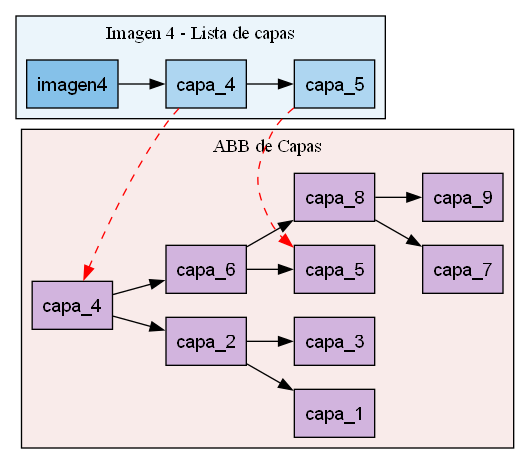 Imagen 4 - Lista de capas
imagen4
capa_4
capa_5
ABB de Capas
capa_8
capa_9
capa_6
capa_5
capa_7
capa_4
capa_2
capa_3
capa_1